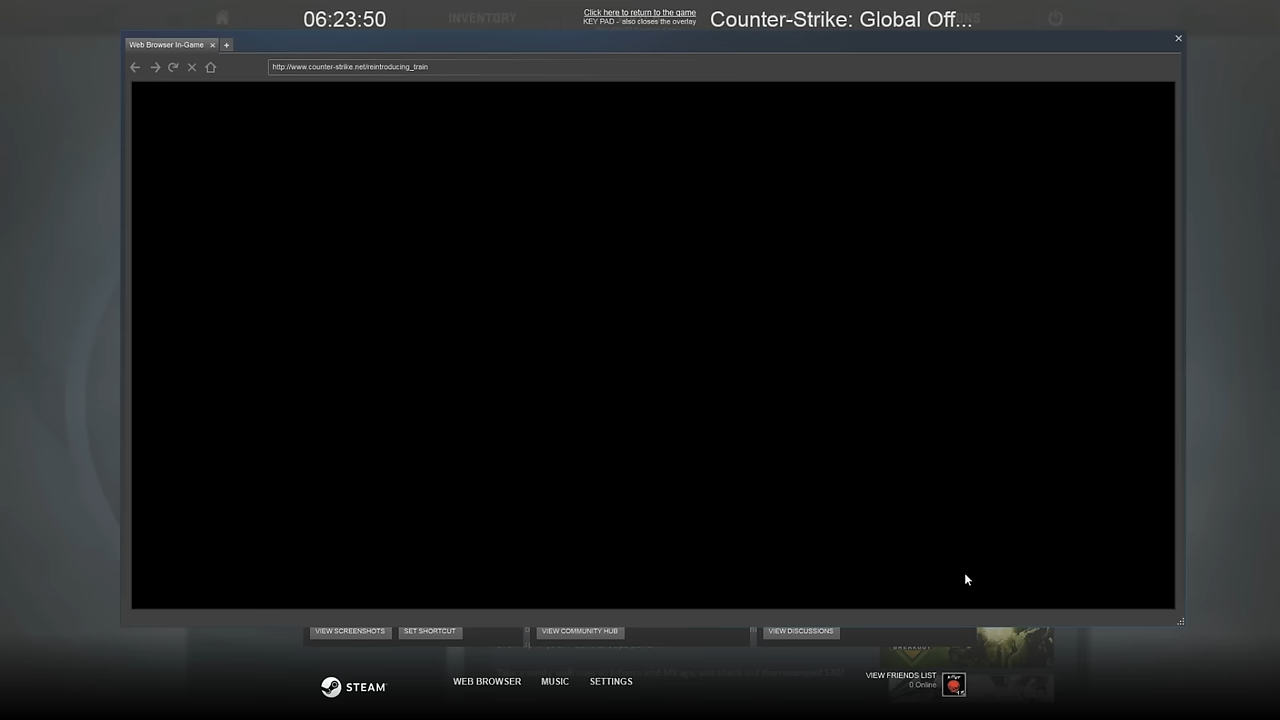 06:23:50
INVENTORY
Click here to return to the game
KEY PAD - also closes the overlay
Counter-Strike: Global Off...
Web Browser In-Game
http://www.counter-strike.net/reintroducing_train
VIEW SCREENSHOTS
SET SHORTCUT
VIEW COMMUNITY HUB
VIEW DISCUSSIONS
BREAKOUT
STEAM
WEB BROWSER
MUSIC
SETTINGS
VIEW FRIENDS LIST
0 Online